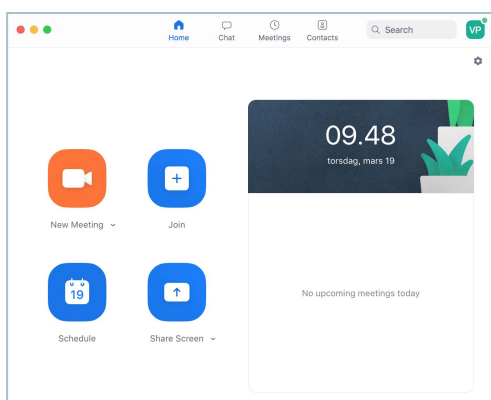 Home
Chat
Meetings
Contacts
Search
VP
09.48
torsdag, mars 19
New Meeting
Join
19
Schedule
Share Screen
No upcoming meetings today